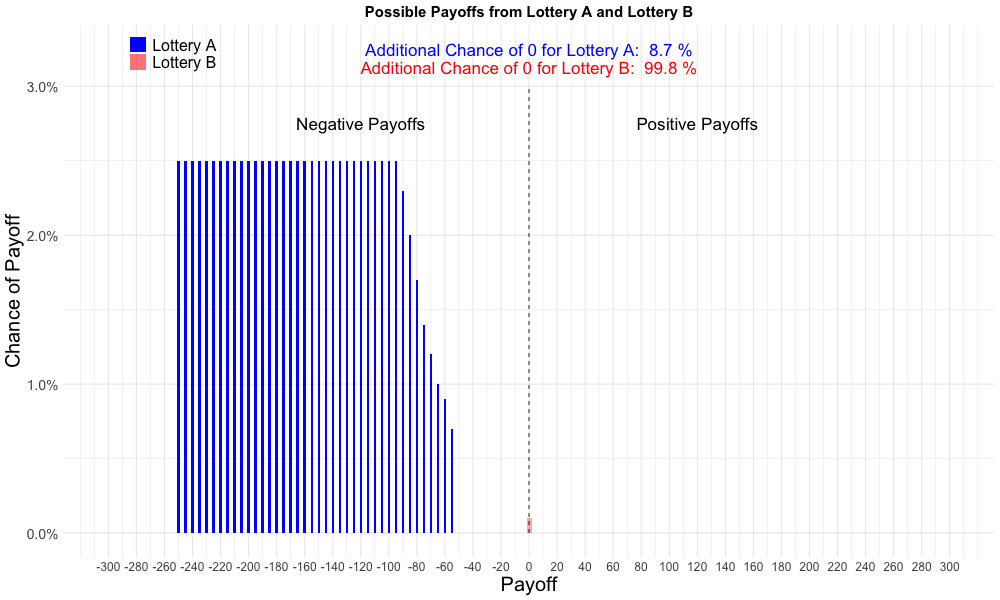 Possible Payoffs from Lottery A and Lottery B
Lottery A
Lottery B
Additional Chance of 0 for Lottery A:  8.7 %
Additional Chance of 0 for Lottery B:  99.8 %
Negative Payoffs
Positive Payoffs
Chance of Payoff
3.0%
2.0%
1.0%
0.0%
-300 -280 -260 -240 -220 -200 -180 -160 -140 -120 -100 -80 -60 -40 -20 0 20 40 60 80 100 120 140 160 180 200 220 240 260 280 300
Payoff